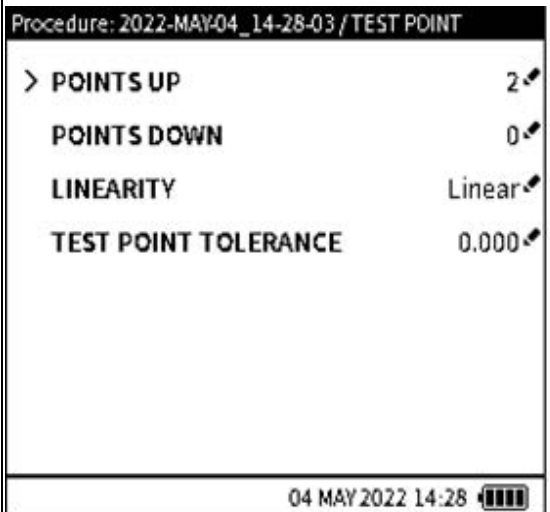 Procedure: 2022-MAY-04_14-28-03 / TEST POINT
> POINTS UP 2
POINTS DOWN 0
LINEARITY Linear
TEST POINT TOLERANCE 0.000
04 MAY 2022 14:28